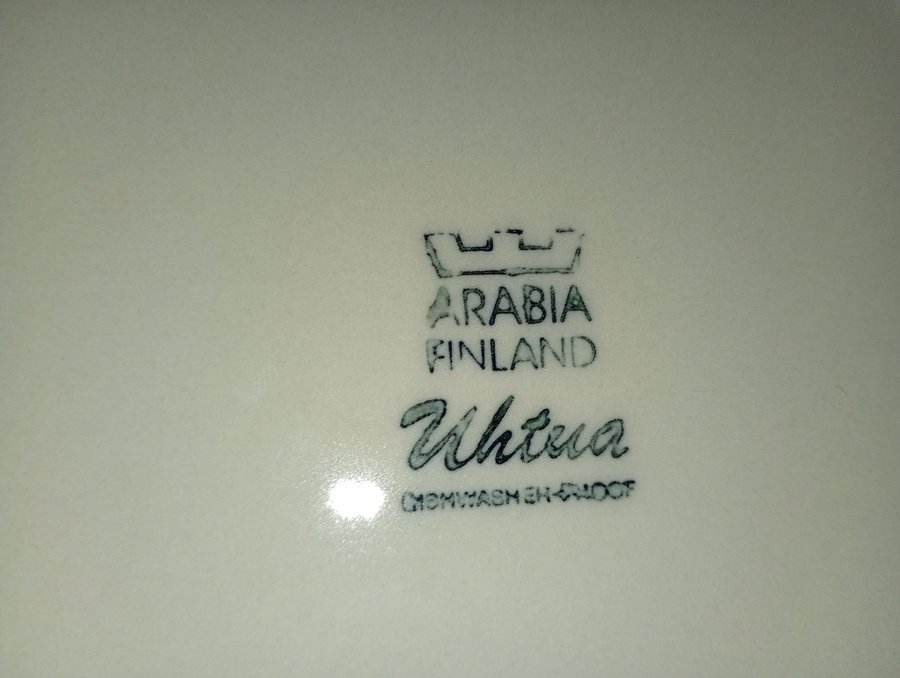 ARABIA
FINLAND
Uhtua
DISHWASHER-PROOF